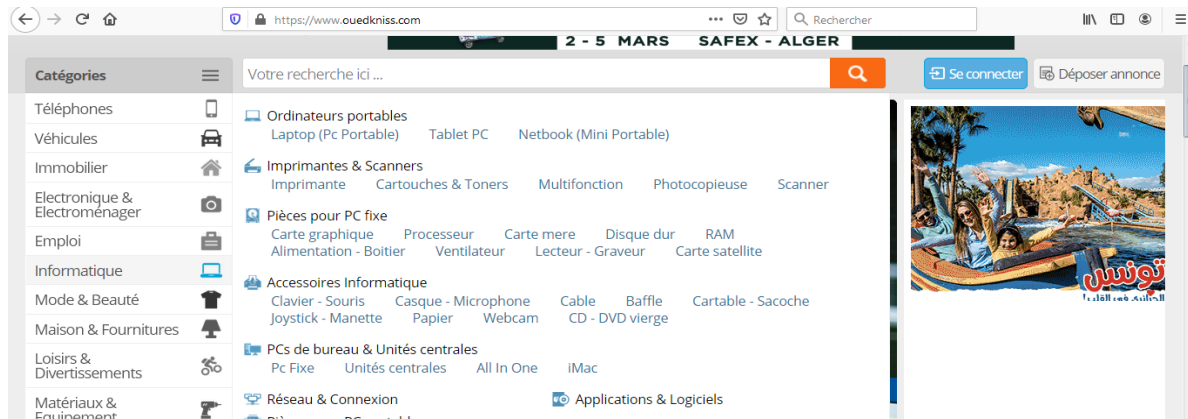 https://www.ouedkniss.com
Rechercher
2 - 5 MARS SAFEX - ALGER
Catégories
Votre recherche ici ...
Se connecter
Déposer annonce
Téléphones
Véhicules
Immobilier
Electronique &
Electroménager
Emploi
Informatique
Mode & Beauté
Maison & Fournitures
Loisirs &
Divertissements
Matériaux &
Equipement
Ordinateurs portables
Laptop (Pc Portable) Tablet PC Netbook (Mini Portable)
Imprimantes & Scanners
Imprimante Cartouches & Toners Multifonction Photocopieuse Scanner
Pièces pour PC fixe
Carte graphique Processeur Carte mere Disque dur RAM
Alimentation - Boitier Ventilateur Lecteur - Graveur Carte satellite
Accessoires Informatique
Clavier - Souris Casque - Microphone Cable Baffle Cartable - Sacoche
Joystick - Manette Papier Webcam CD - DVD vierge
PCs de bureau & Unités centrales
Pc Fixe Unités centrales All In One iMac
Réseau & Connexion Applications & Logiciels
تونس